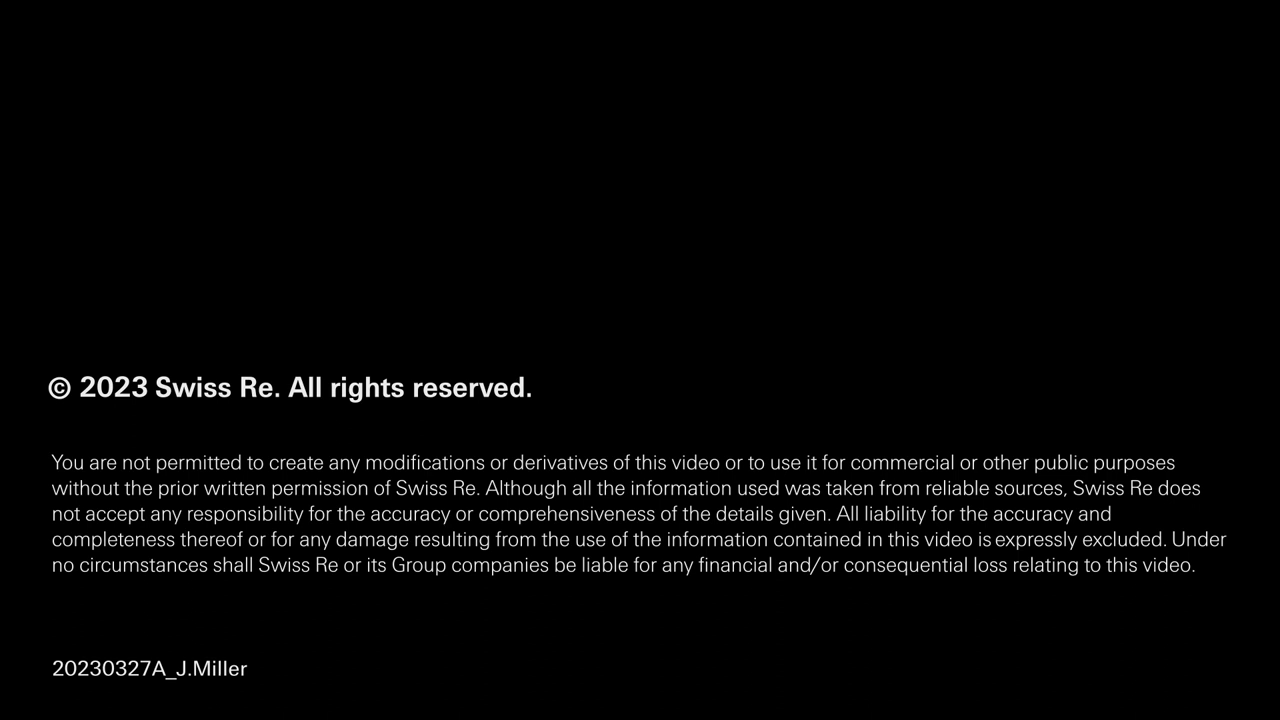 © 2023 Swiss Re. All rights reserved.
You are not permitted to create any modifications or derivatives of this video or to use it for commercial or other public purposes
without the prior written permission of Swiss Re. Although all the information used was taken from reliable sources, Swiss Re does
not accept any responsibility for the accuracy or comprehensiveness of the details given. All liability for the accuracy and
completeness thereof or for any damage resulting from the use of the information contained in this video is expressly excluded. Under
no circumstances shall Swiss Re or its Group companies be liable for any financial and/or consequential loss relating to this video.
20230327A_J.Miller